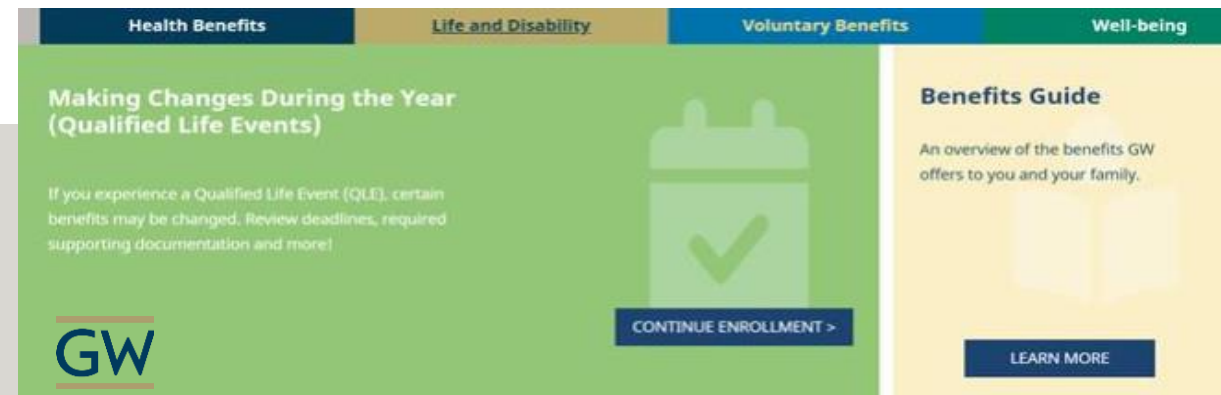 Health Benefits
Life and Disability
Voluntary Benefits
Well-being
Making Changes During the Year
(Qualified Life Events)
If you experience a Qualified Life Event (QLE), certain
benefits may be changed. Review deadlines, required
supporting documentation and more!
CONTINUE ENROLLMENT >
GW
Benefits Guide
An overview of the benefits GW
offers to you and your family.
LEARN MORE